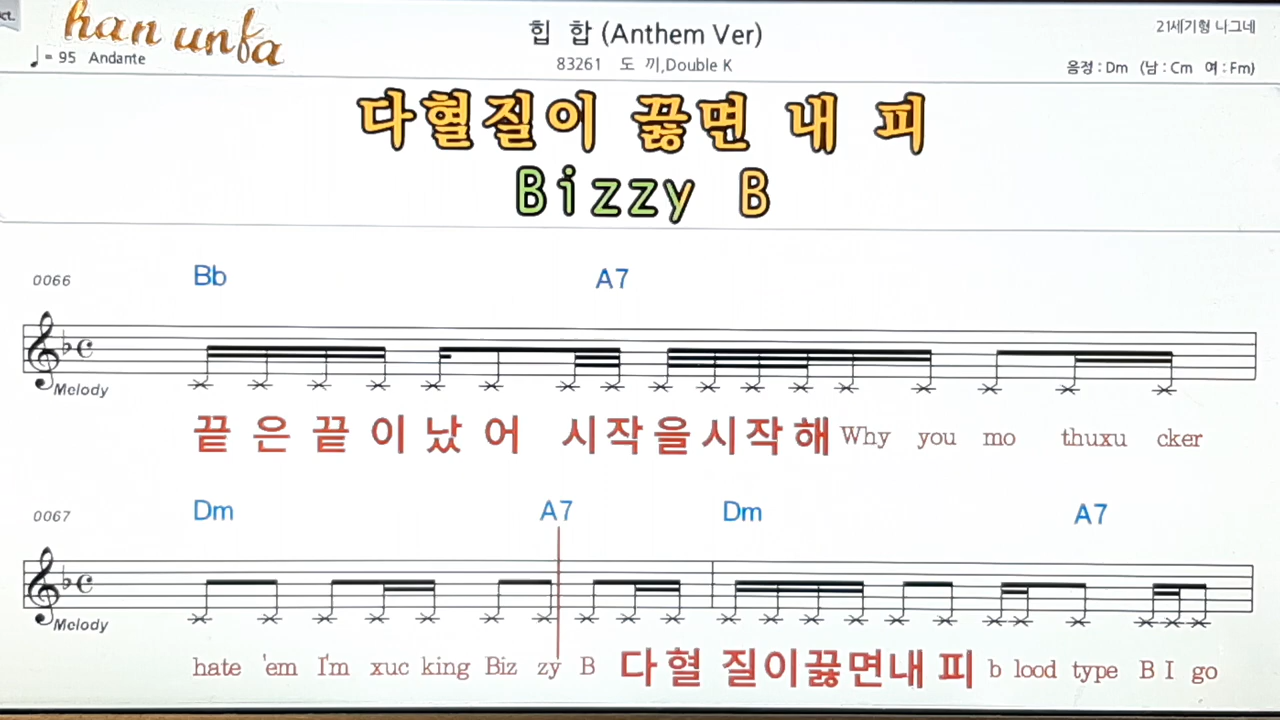 ct.
han unfa
♩ = 95 Andante
힙 합 (Anthem Ver)
83261 도 끼,Double K
21세기형 나그네
음정 : Dm (남 : Cm 여 : Fm)
다혈질이 끓면 내 피
Bizzy B
0066 Bb A7
Melody
끝 은 끝 이 났 어 시 작 을 시 작 해 Why you mo thuxu cker
0067 Dm A7 Dm A7
Melody
hate 'em I'm xuc king Biz zy B 다 혈 질이끓면내 피 b lood type B I go